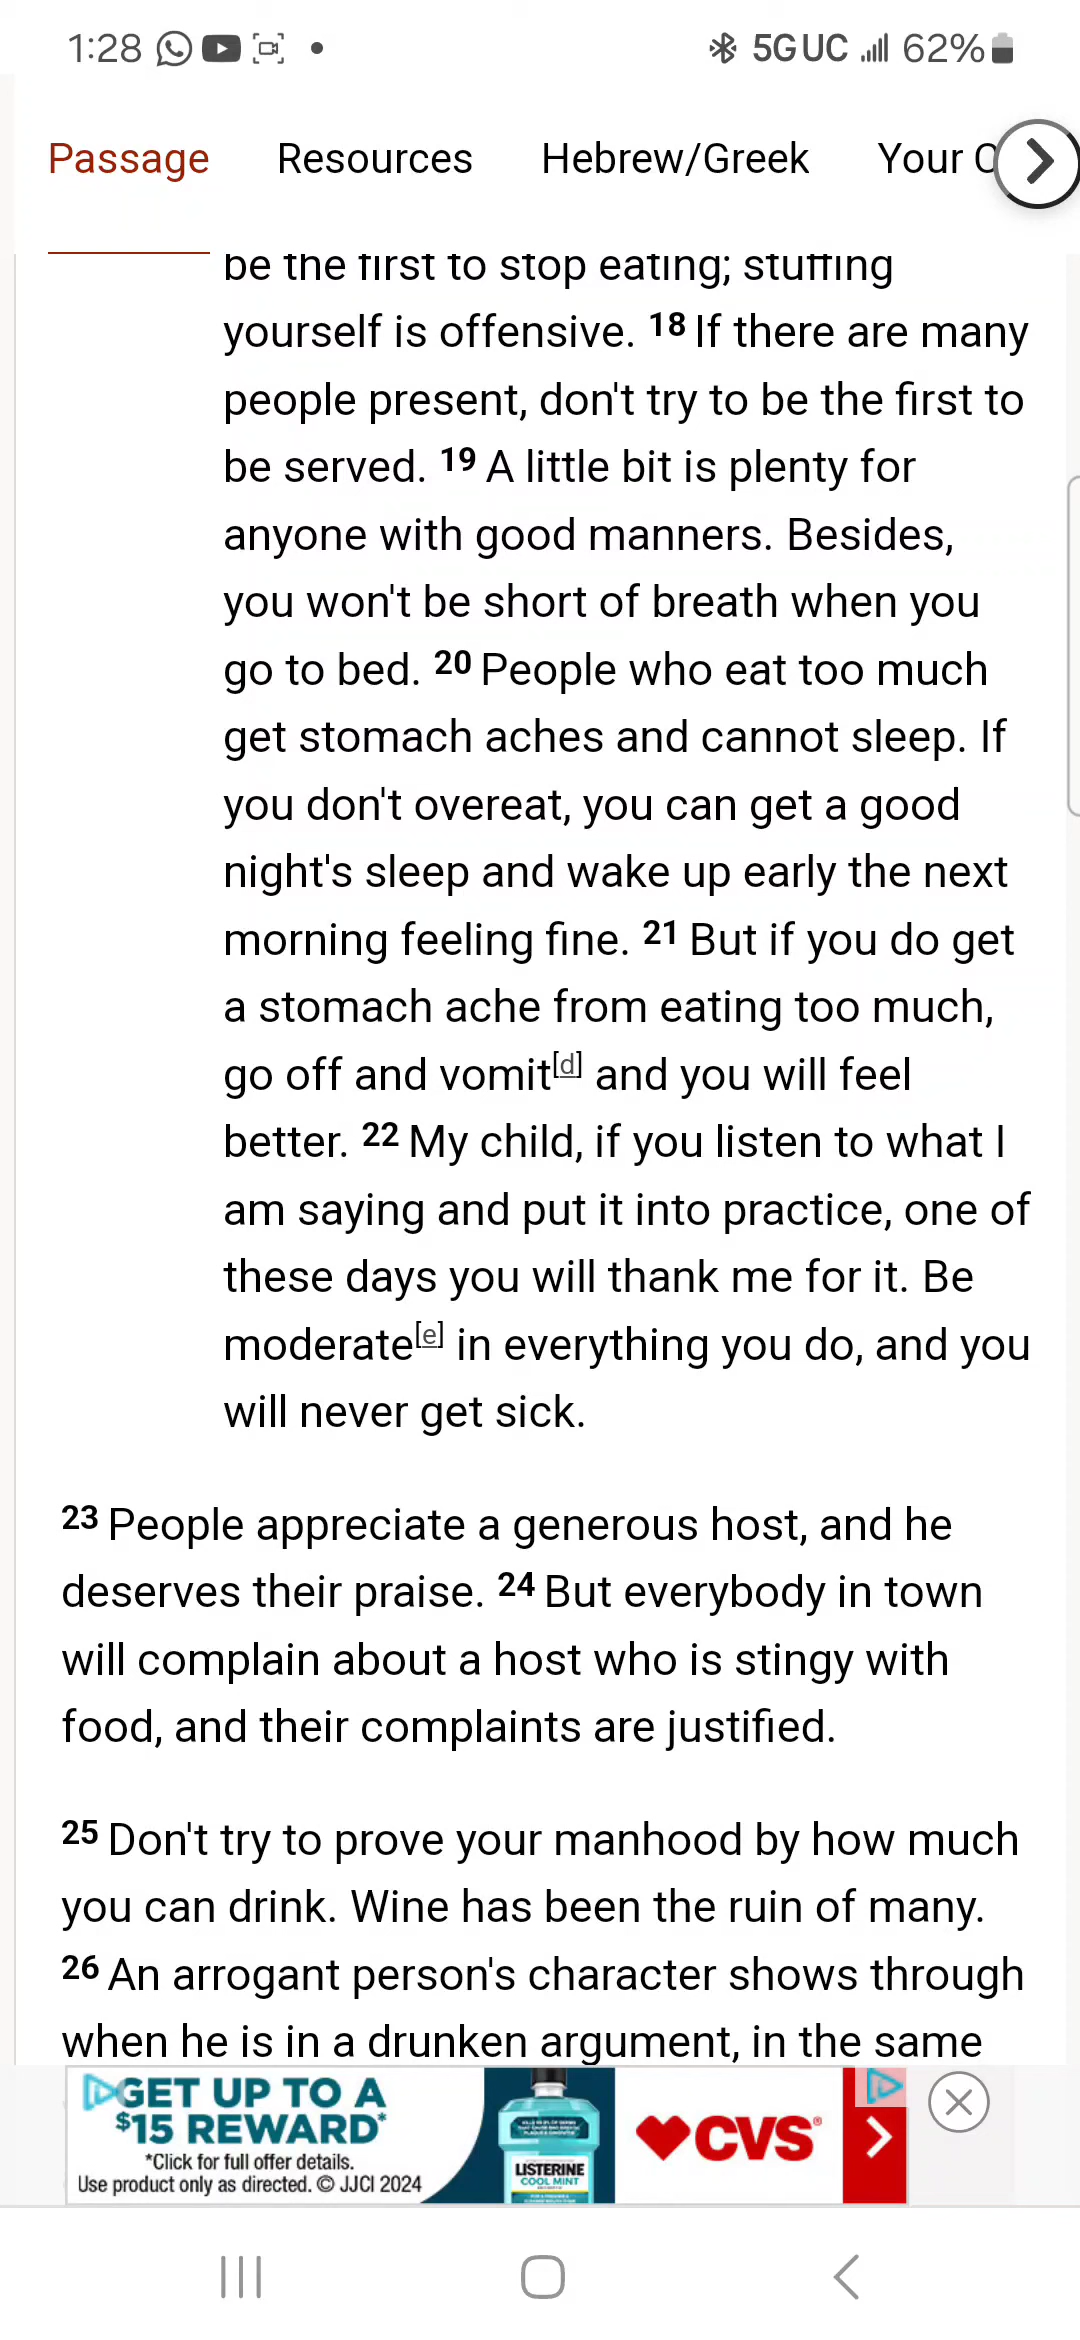 1:28
5G UC 62%
Passage Resources Hebrew/Greek Your C
be the first to stop eating; stuffing
yourself is offensive. 18 If there are many
people present, don't try to be the first to
be served. 19 A little bit is plenty for
anyone with good manners. Besides,
you won't be short of breath when you
go to bed. 20 People who eat too much
get stomach aches and cannot sleep. If
you don't overeat, you can get a good
night's sleep and wake up early the next
morning feeling fine. 21 But if you do get
a stomach ache from eating too much,
go off and vomit[d] and you will feel
better. 22 My child, if you listen to what I
am saying and put it into practice, one of
these days you will thank me for it. Be
moderate[e] in everything you do, and you
will never get sick.
23 People appreciate a generous host, and he
deserves their praise. 24 But everybody in town
will complain about a host who is stingy with
food, and their complaints are justified.
25 Don't try to prove your manhood by how much
you can drink. Wine has been the ruin of many.
26 An arrogant person's character shows through
when he is in a drunken argument, in the same
GET UP TO A
$15 REWARD*
*Click for full offer details.
Use product only as directed. © JJCI 2024
LISTERINE
COOL MINT
CVS®